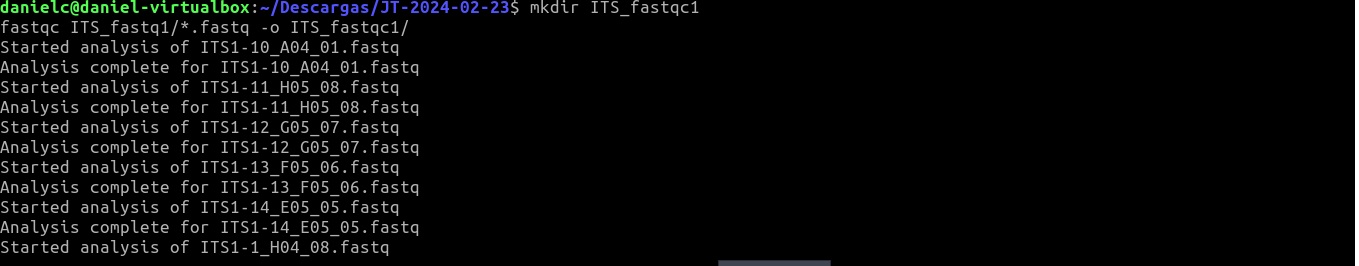 danielc@daniel-virtualbox:~/Descargas/JT-2024-02-23$ mkdir ITS_fastqc1
fastqc ITS_fastq1/*.fastq -o ITS_fastqc1/
Started analysis of ITS1-10_A04_01.fastq
Analysis complete for ITS1-10_A04_01.fastq
Started analysis of ITS1-11_H05_08.fastq
Analysis complete for ITS1-11_H05_08.fastq
Started analysis of ITS1-12_G05_07.fastq
Analysis complete for ITS1-12_G05_07.fastq
Started analysis of ITS1-13_F05_06.fastq
Analysis complete for ITS1-13_F05_06.fastq
Started analysis of ITS1-14_E05_05.fastq
Analysis complete for ITS1-14_E05_05.fastq
Started analysis of ITS1-1_H04_08.fastq